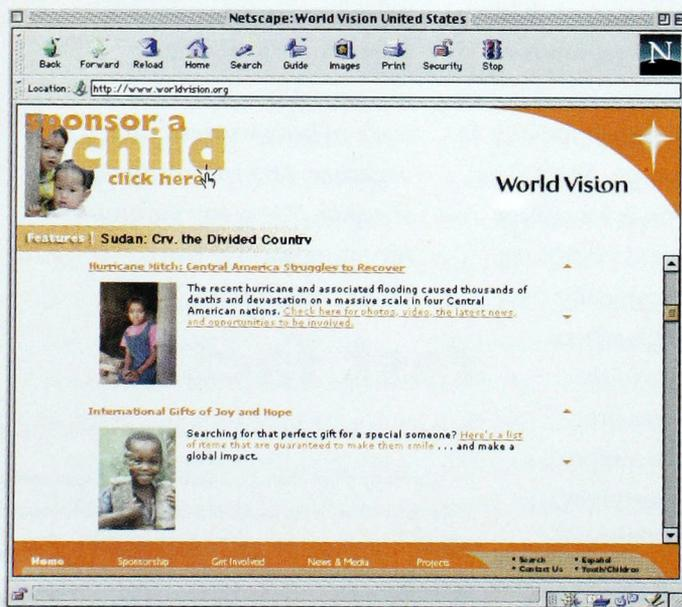 Netscape: World Vision United States
Back Forward Reload Home Search Guide Images Print Security Stop
N
Location: http://www.worldvision.org
sponsor a
child
click here
World Vision
Features | Sudan: Cry, the Divided Country
Hurricane Mitch: Central America Struggles to Recover
The recent hurricane and associated flooding caused thousands of
deaths and devastation on a massive scale in four Central
American nations. Check here for photos, video, the latest news,
and opportunities to be involved.
International Gifts of Joy and Hope
Searching for that perfect gift for a special someone? Here's a list
of items that are guaranteed to make them smile . . . and make a
global impact.
Home Sponsorship Get Involved News & Media Projects
• Search • Español
• Contact Us • Youth/Children